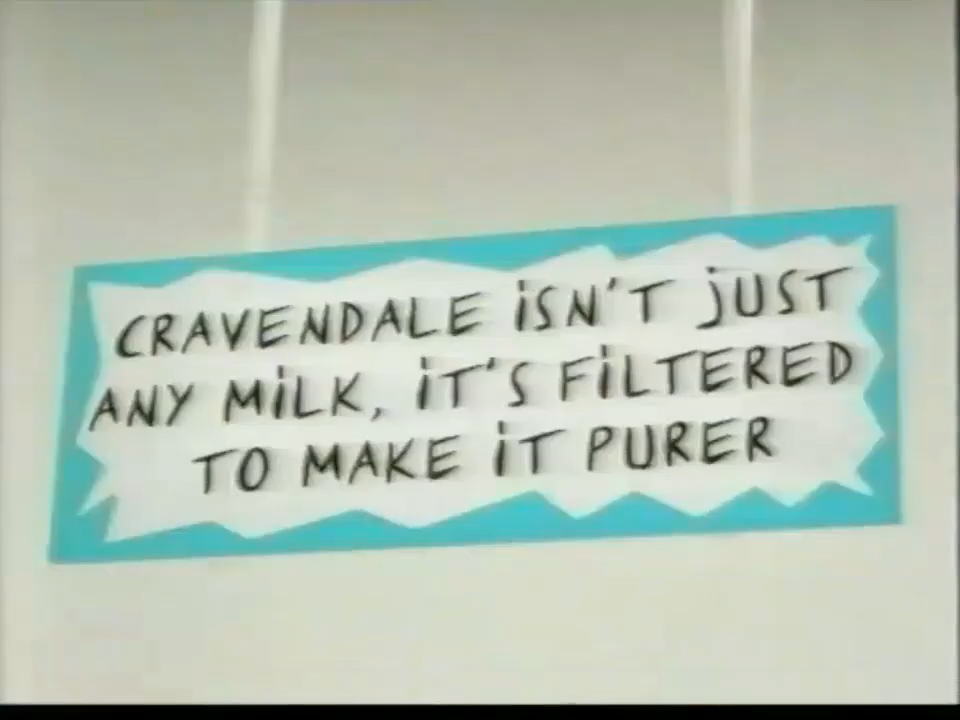 CRAVENDALE iSN'T jUST
ANY MiLK, iT'S FiLTERED
TO MAKE iT PURER